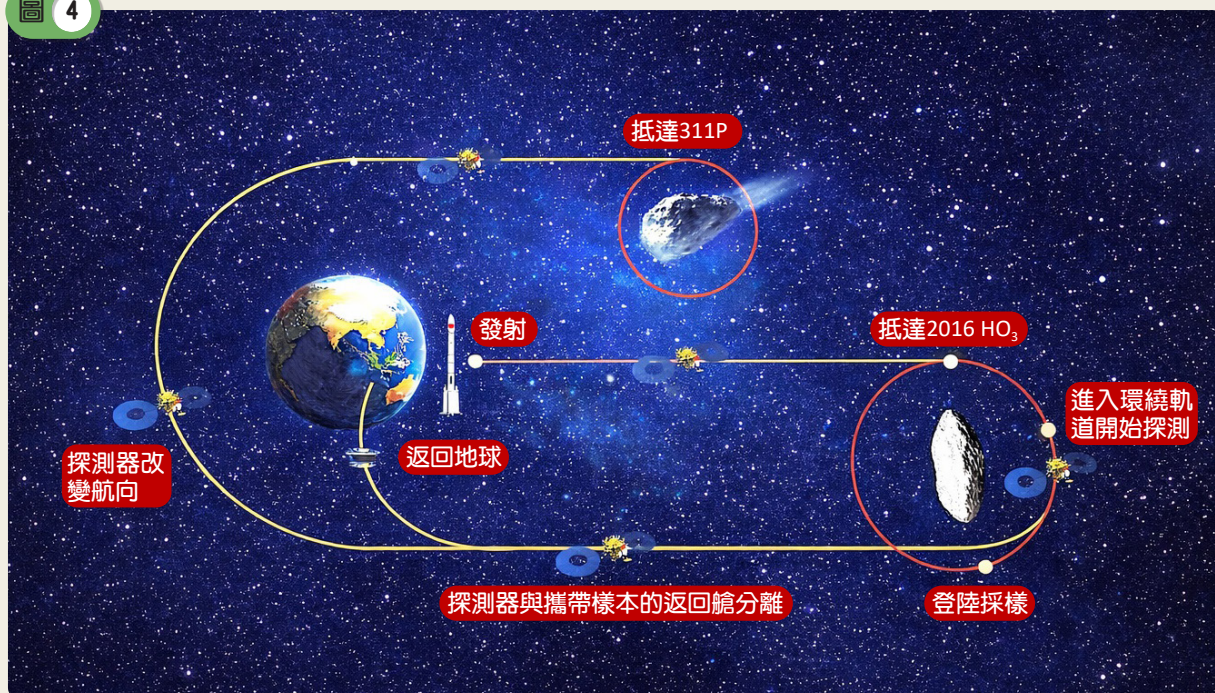 圖 4
抵達311P
發射
抵達2016 HO₃
進入環繞軌
道開始探測
返回地球
探測器改
變航向
探測器與攜帶樣本的返回艙分離
登陸採樣